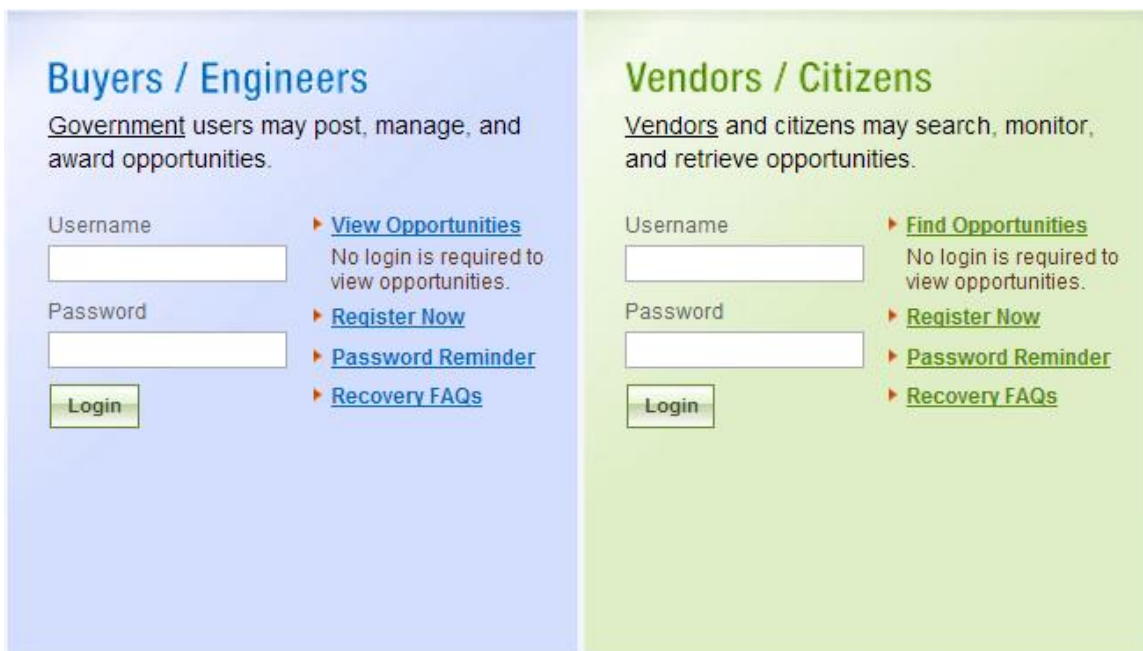 Buyers / Engineers
Government users may post, manage, and
award opportunities.
Username
View Opportunities
No login is required to
view opportunities.
Password
Register Now
Password Reminder
Recovery FAQs
Login
Vendors / Citizens
Vendors and citizens may search, monitor,
and retrieve opportunities.
Username
Find Opportunities
No login is required to
view opportunities.
Password
Register Now
Password Reminder
Recovery FAQs
Login